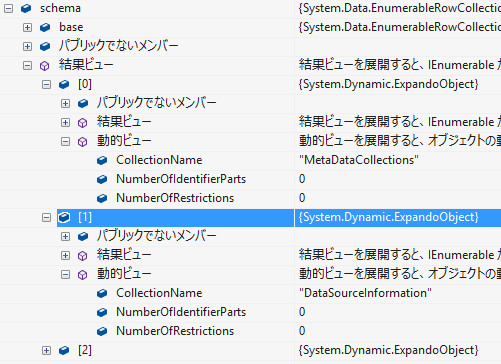 schema {System.Data.EnumerableRowCollectio
base {System.Data.EnumerableRowCollectio
パブリックでないメンバー
結果ビュー 結果ビューを展開すると、IEnumerable が
[0] {System.Dynamic.ExpandoObject}
パブリックでないメンバー
結果ビュー 結果ビューを展開すると、IEnumerable が
動的ビュー 動的ビューを展開すると、オブジェクトの動
CollectionName "MetaDataCollections"
NumberOfIdentifierParts 0
NumberOfRestrictions 0
[1] {System.Dynamic.ExpandoObject}
パブリックでないメンバー
結果ビュー 結果ビューを展開すると、IEnumerable が
動的ビュー 動的ビューを展開すると、オブジェクトの動
CollectionName "DataSourceInformation"
NumberOfIdentifierParts 0
NumberOfRestrictions 0
[2] {System.Dynamic.ExpandoObject}